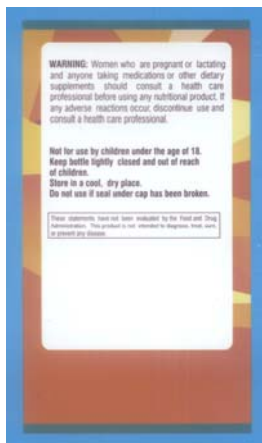 WARNING: Women who are pregnant or lactating
and anyone taking medications or other dietary
supplements should consult a health care
professional before using any nutritional product. If
any adverse reactions occur, discontinue use and
consult a health care professional.
Not for use by children under the age of 18.
Keep bottle tightly closed and out of reach
of children.
Store in a cool, dry place.
Do not use if seal under cap has been broken.
These statements have not been evaluated by the Food and Drug
Administration. This product is not intended to diagnose, treat, cure,
or prevent any disease.